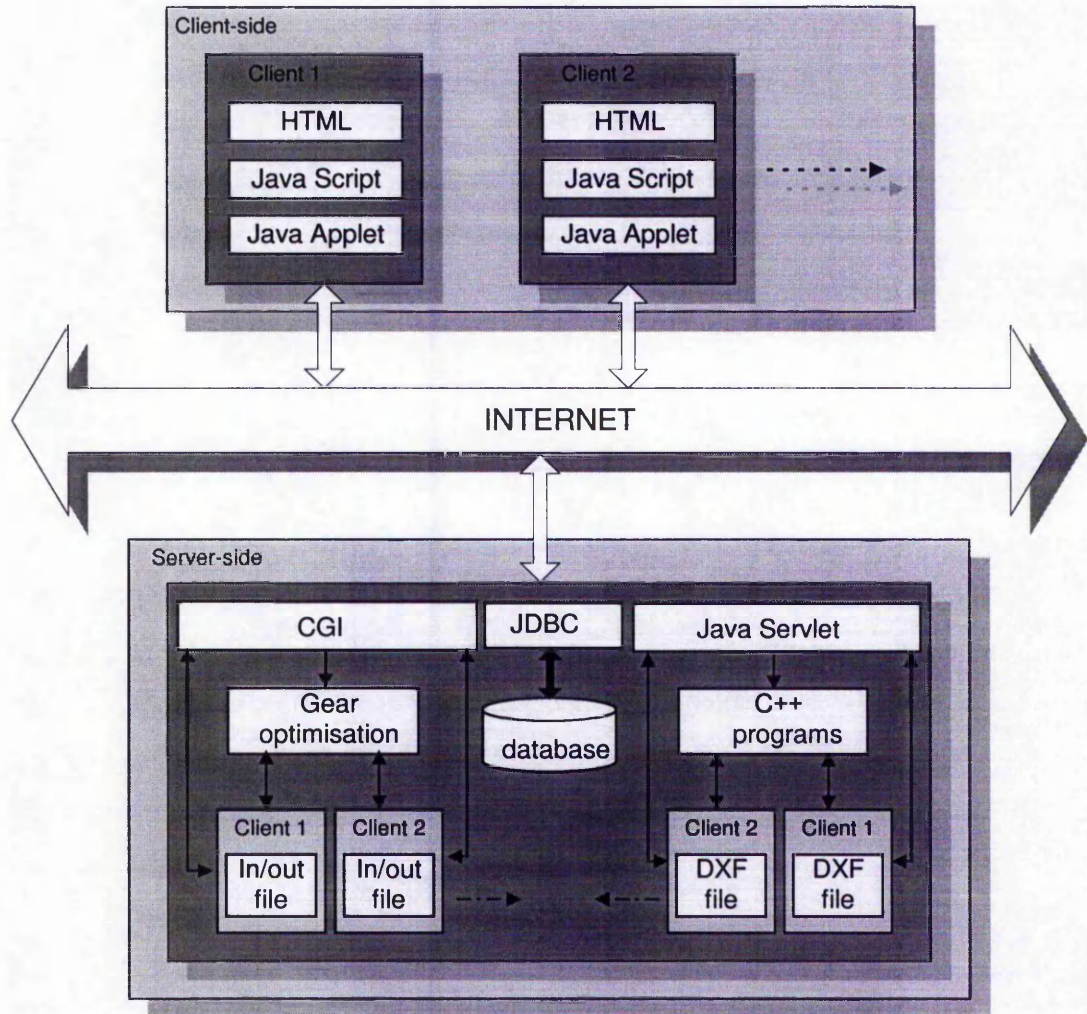 Client-side
Client 1
HTML
Java Script
Java Applet
Client 2
HTML
Java Script
Java Applet
INTERNET
Server-side
CGI
JDBC
Java Servlet
Gear
optimisation
database
C++
programs
Client 1
In/out
file
Client 2
In/out
file
Client 2
DXF
file
Client 1
DXF
file